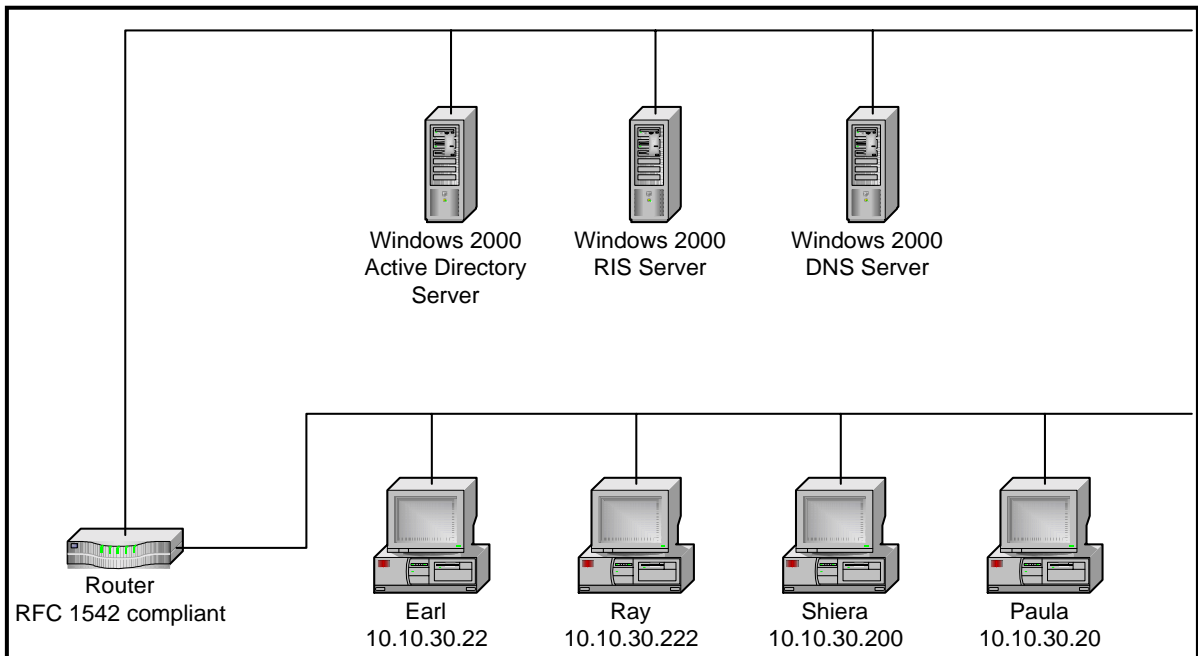 Windows 2000
Active Directory
Server
Windows 2000
RIS Server
Windows 2000
DNS Server
Router
RFC 1542 compliant
Earl
10.10.30.22
Ray
10.10.30.222
Shiera
10.10.30.200
Paula
10.10.30.20